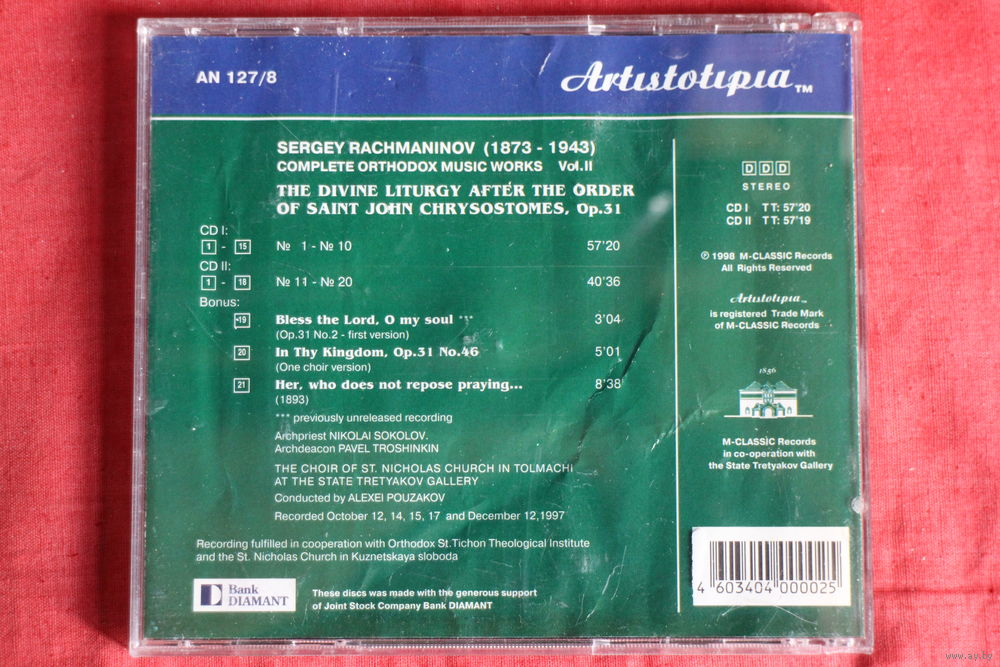 AN 127/8
Artistotipia™
SERGEY RACHMANINOV (1873 - 1943)
COMPLETE ORTHODOX MUSIC WORKS Vol.II
THE DIVINE LITURGY AFTER THE ORDER
OF SAINT JOHN CHRYSOSTOMES, Op.31
CD I:
1 - 15 № 1 - № 10 57'20
CD II:
1 - 18 № 11 - № 20 40'36
Bonus:
19 Bless the Lord, O my soul *** 3'04
(Op.31 No.2 - first version)
20 In Thy Kingdom, Op.31 No.46 5'01
(One choir version)
21 Her, who does not repose praying... 8'38
(1893)
*** previously unreleased recording
Archpriest NIKOLAI SOKOLOV.
Archdeacon PAVEL TROSHINKIN
THE CHOIR OF ST. NICHOLAS CHURCH IN TOLMACHI
AT THE STATE TRETYAKOV GALLERY
Conducted by ALEXEI POUZAKOV
Recorded October 12, 14, 15, 17 and December 12,1997
Recording fulfilled in cooperation with Orthodox St.Tichon Theological Institute
and the St. Nicholas Church in Kuznetskaya sloboda
Bank
DIAMANT
These discs was made with the generous support
of Joint Stock Company Bank DIAMANT
DDD
STEREO
CD I TT: 57'20
CD II TT: 57'19
℗ 1998 M-CLASSIC Records
All Rights Reserved
Artistotipia™
is registered Trade Mark
of M-CLASSIC Records
1856
M-CLASSIC Records
in co-operation with
the State Tretyakov Gallery
4 603404 000025
www.ay.by